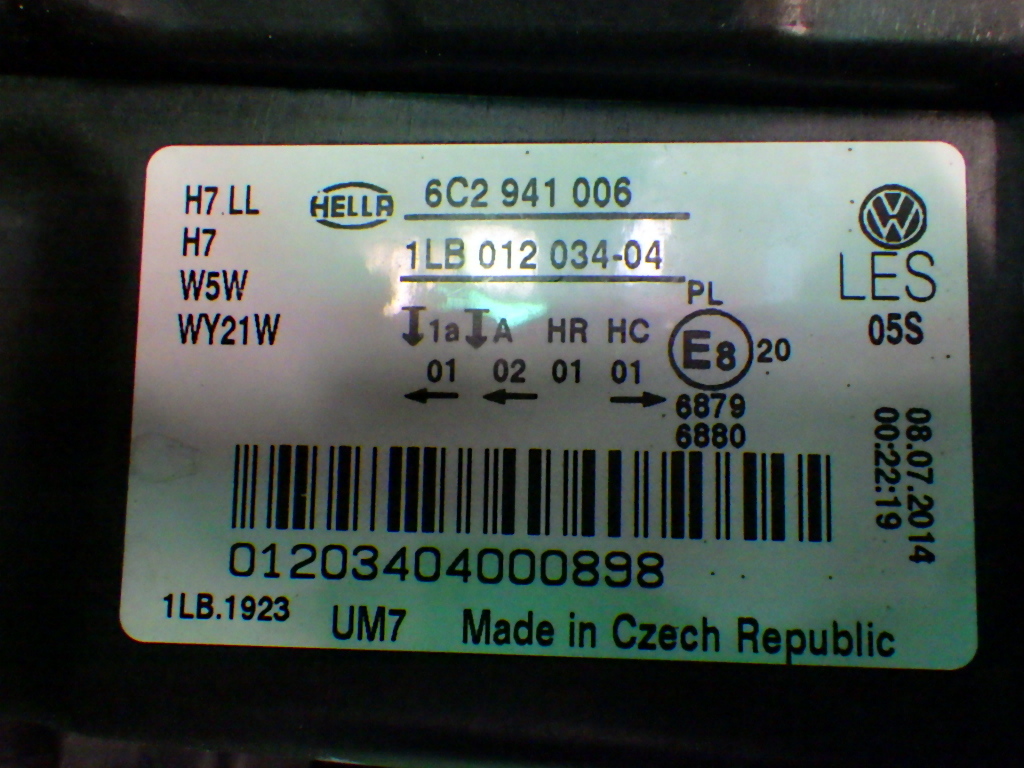 H7 LL
H7
W5W
WY21W
HELLA
6C2 941 006
1LB 012 034-04
VW
LES
05S
1a A HR HC
01 02 01 01
← ← →
PL
E8 20
6879
6880
08.07.2014
00:22:19
01203404000898
1LB.1923 UM7 Made in Czech Republic